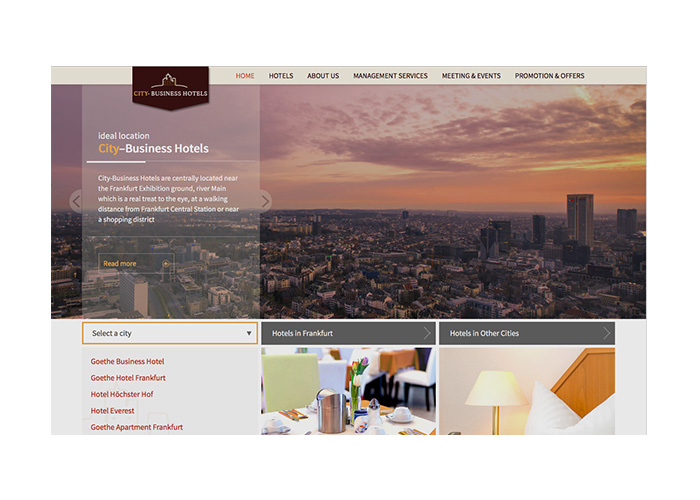 CITY- BUSINESS HOTELS
HOME HOTELS ABOUT US MANAGEMENT SERVICES MEETING & EVENTS PROMOTION & OFFERS
ideal location
City–Business Hotels
City-Business Hotels are centrally located near
the Frankfurt Exhibition ground, river Main
which is a real treat to the eye, at a walking
distance from Frankfurt Central Station or near
a shopping district
Read more
Select a city
Hotels in Frankfurt
Hotels in Other Cities
Goethe Business Hotel
Goethe Hotel Frankfurt
Hotel Höchster Hof
Hotel Everest
Goethe Apartment Frankfurt